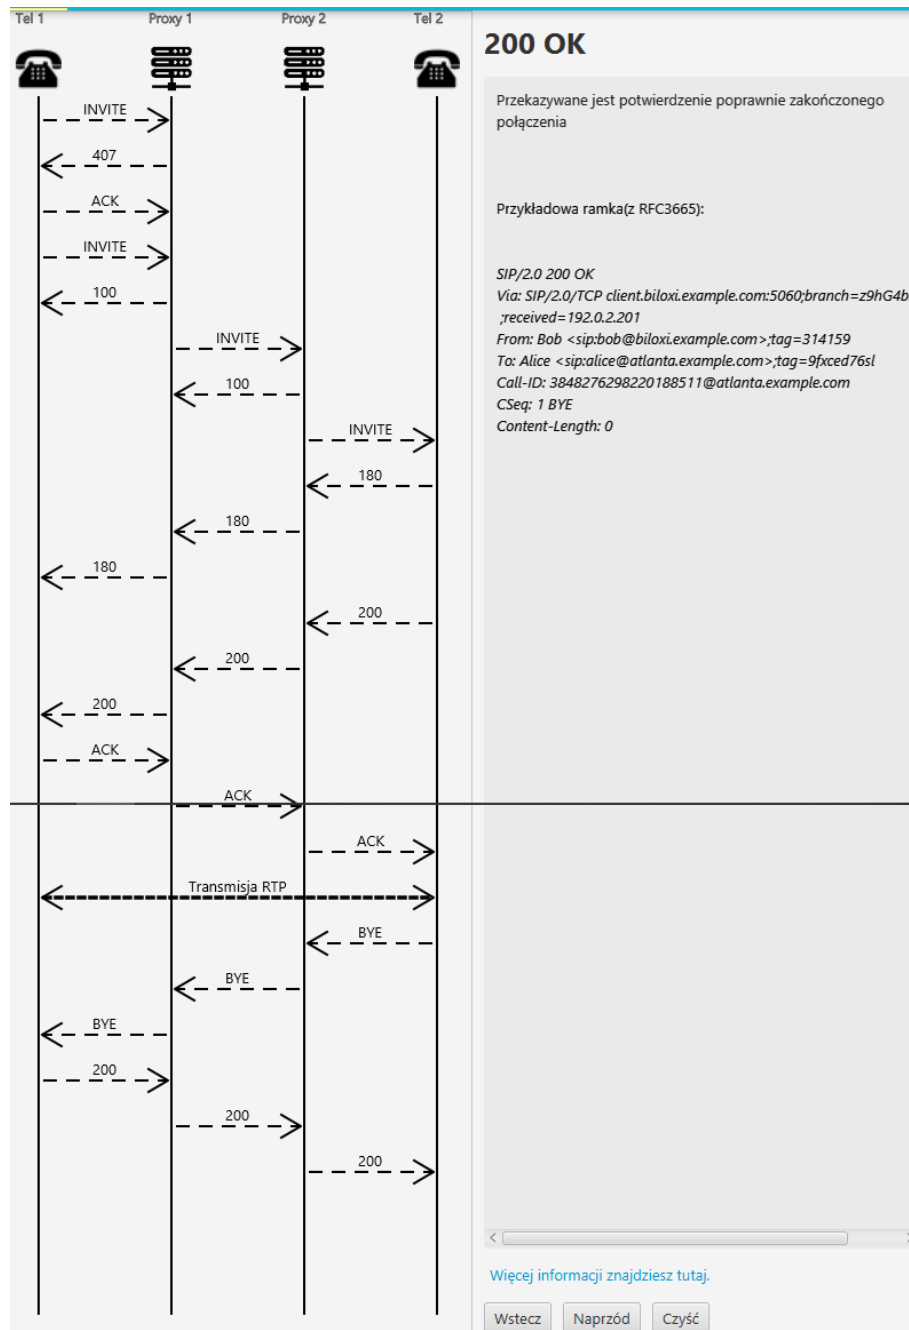 Tel 1
Proxy 1
Proxy 2
Tel 2
INVITE
407
ACK
INVITE
100
INVITE
100
INVITE
180
180
180
200
200
200
ACK
ACK
ACK
Transmisja RTP
BYE
BYE
BYE
200
200
200
200 OK
Przekazywane jest potwierdzenie poprawnie zakończonego
połączenia
Przykładowa ramka(z RFC3665):
SIP/2.0 200 OK
Via: SIP/2.0/TCP client.biloxi.example.com:5060;branch=z9hG4b
;received=192.0.2.201
From: Bob <sip:bob@biloxi.example.com>;tag=314159
To: Alice <sip:alice@atlanta.example.com>;tag=9fxced76sl
Call-ID: 3848276298220188511@atlanta.example.com
CSeq: 1 BYE
Content-Length: 0
Więcej informacji znajdziesz tutaj.
Wstecz
Naprzód
Czyść